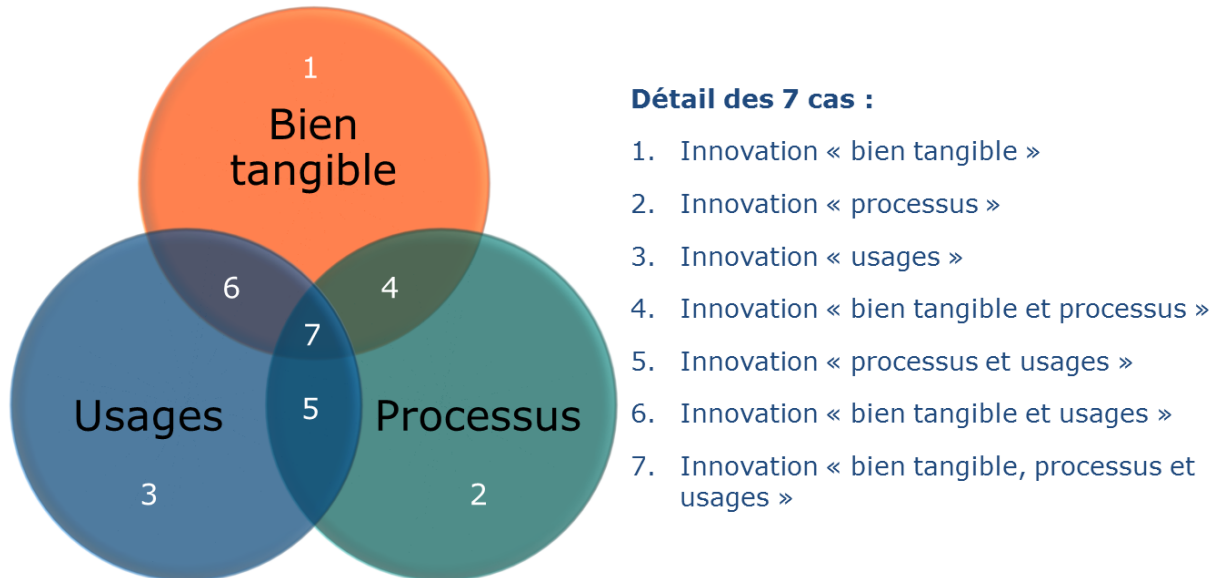 1
Bien
tangible
6
4
7
Usages
5
Processus
3
2
Détail des 7 cas :
1. Innovation « bien tangible »
2. Innovation « processus »
3. Innovation « usages »
4. Innovation « bien tangible et processus »
5. Innovation « processus et usages »
6. Innovation « bien tangible et usages »
7. Innovation « bien tangible, processus et
usages »